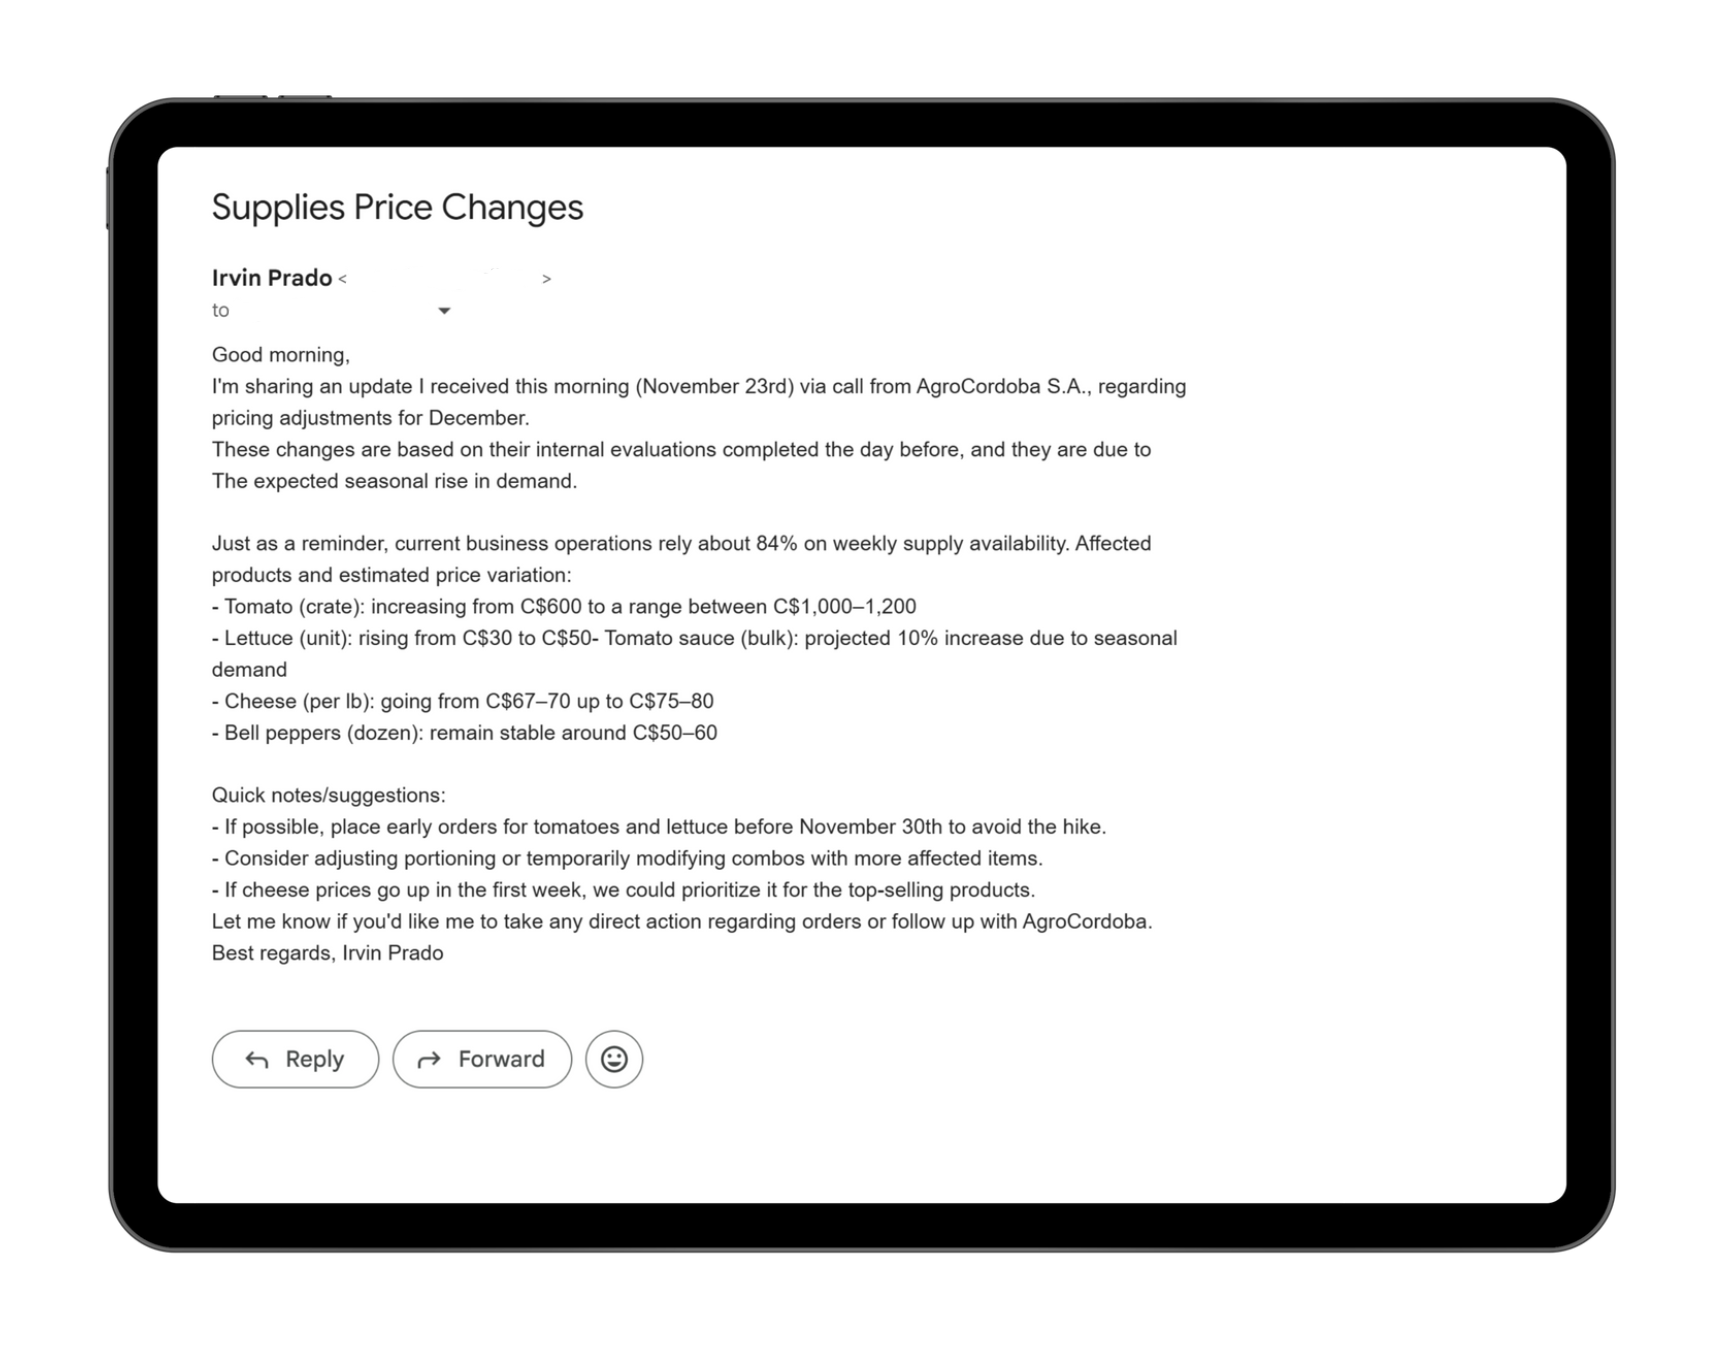 Supplies Price Changes
Irvin Prado < >
to
Good morning,
I'm sharing an update I received this morning (November 23rd) via call from AgroCordoba S.A., regarding
pricing adjustments for December.
These changes are based on their internal evaluations completed the day before, and they are due to
The expected seasonal rise in demand.
Just as a reminder, current business operations rely about 84% on weekly supply availability. Affected
products and estimated price variation:
- Tomato (crate): increasing from C$600 to a range between C$1,000–1,200
- Lettuce (unit): rising from C$30 to C$50- Tomato sauce (bulk): projected 10% increase due to seasonal
demand
- Cheese (per lb): going from C$67–70 up to C$75–80
- Bell peppers (dozen): remain stable around C$50–60
Quick notes/suggestions:
- If possible, place early orders for tomatoes and lettuce before November 30th to avoid the hike.
- Consider adjusting portioning or temporarily modifying combos with more affected items.
- If cheese prices go up in the first week, we could prioritize it for the top-selling products.
Let me know if you'd like me to take any direct action regarding orders or follow up with AgroCordoba.
Best regards, Irvin Prado
Reply Forward